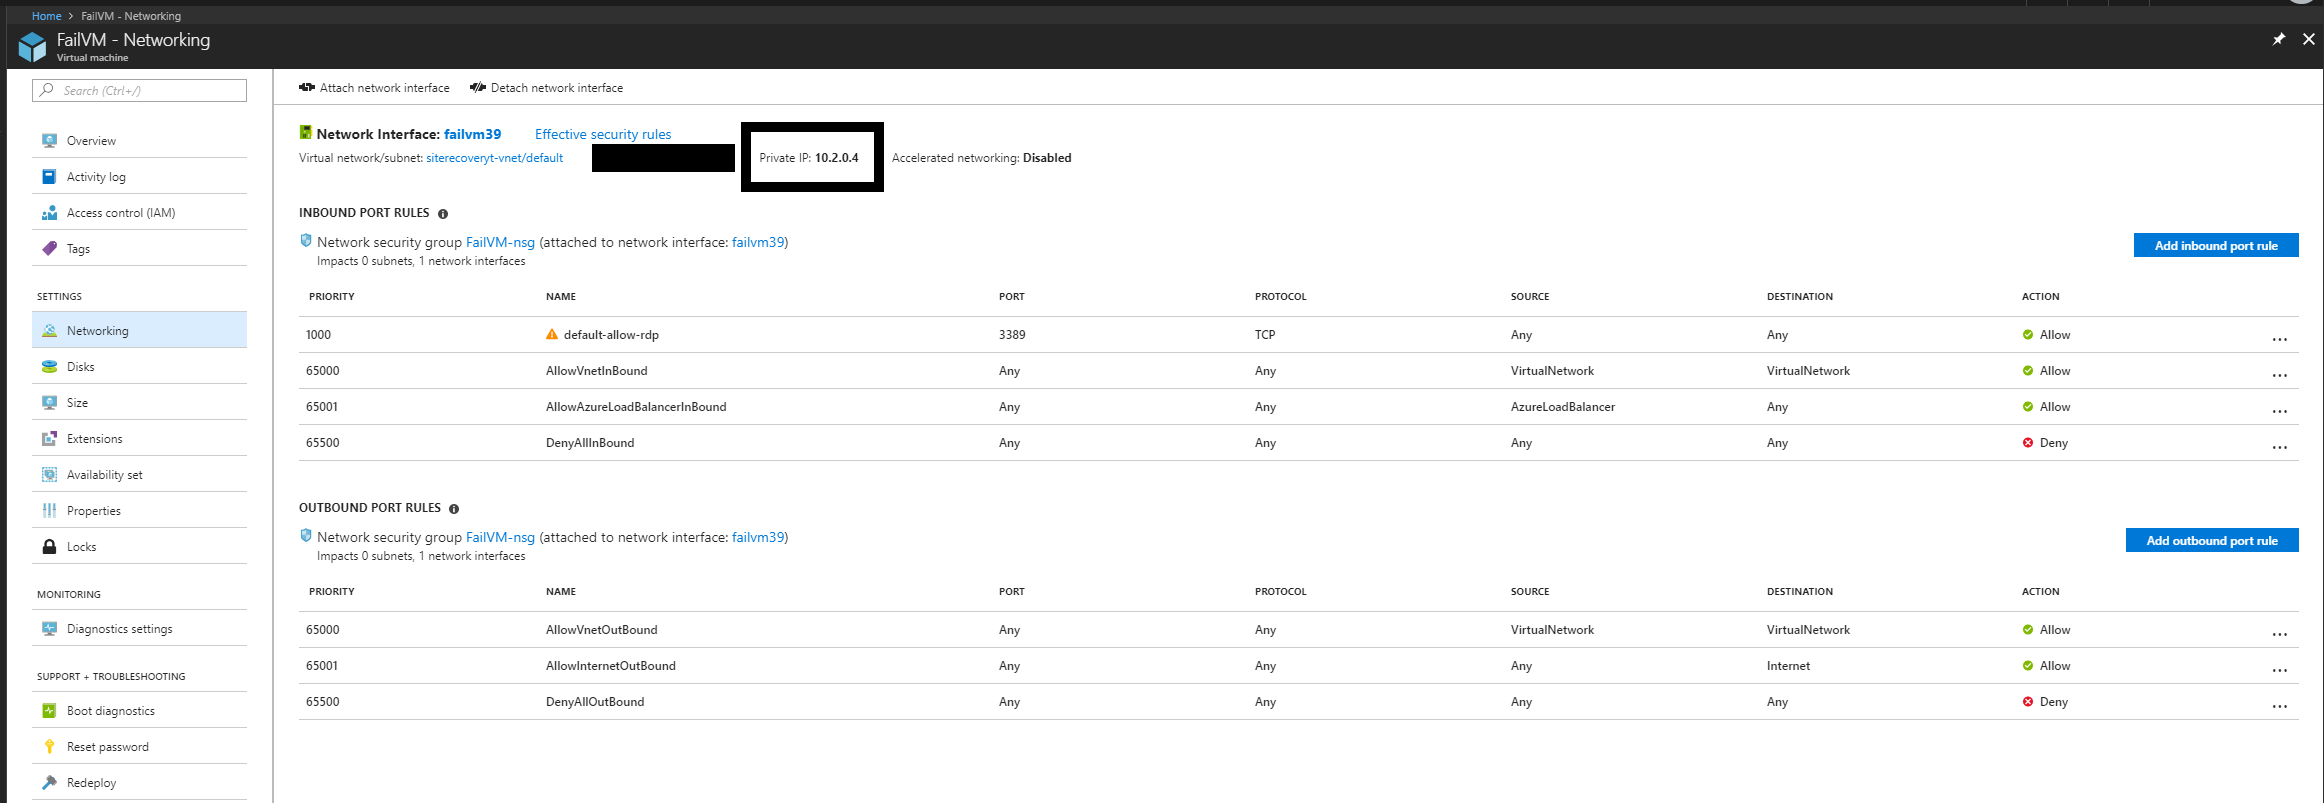 Home > FailVM - Networking
FailVM - Networking
Virtual machine
Search (Ctrl+/)
Overview
Activity log
Access control (IAM)
Tags
SETTINGS
Networking
Disks
Size
Extensions
Availability set
Properties
Locks
MONITORING
Diagnostics settings
SUPPORT + TROUBLESHOOTING
Boot diagnostics
Reset password
Redeploy
Attach network interface Detach network interface
Network Interface: failvm39 Effective security rules
Virtual network/subnet: siterecoveryt-vnet/default Private IP: 10.2.0.4 Accelerated networking: Disabled
INBOUND PORT RULES
Network security group FailVM-nsg (attached to network interface: failvm39)
Impacts 0 subnets, 1 network interfaces
Add inbound port rule
PRIORITY NAME PORT PROTOCOL SOURCE DESTINATION ACTION
1000 default-allow-rdp 3389 TCP Any Any Allow ...
65000 AllowVnetInBound Any Any VirtualNetwork VirtualNetwork Allow ...
65001 AllowAzureLoadBalancerInBound Any Any AzureLoadBalancer Any Allow ...
65500 DenyAllInBound Any Any Any Any Deny ...
OUTBOUND PORT RULES
Network security group FailVM-nsg (attached to network interface: failvm39)
Impacts 0 subnets, 1 network interfaces
Add outbound port rule
PRIORITY NAME PORT PROTOCOL SOURCE DESTINATION ACTION
65000 AllowVnetOutBound Any Any VirtualNetwork VirtualNetwork Allow ...
65001 AllowInternetOutBound Any Any Any Internet Allow ...
65500 DenyAllOutBound Any Any Any Any Deny ...